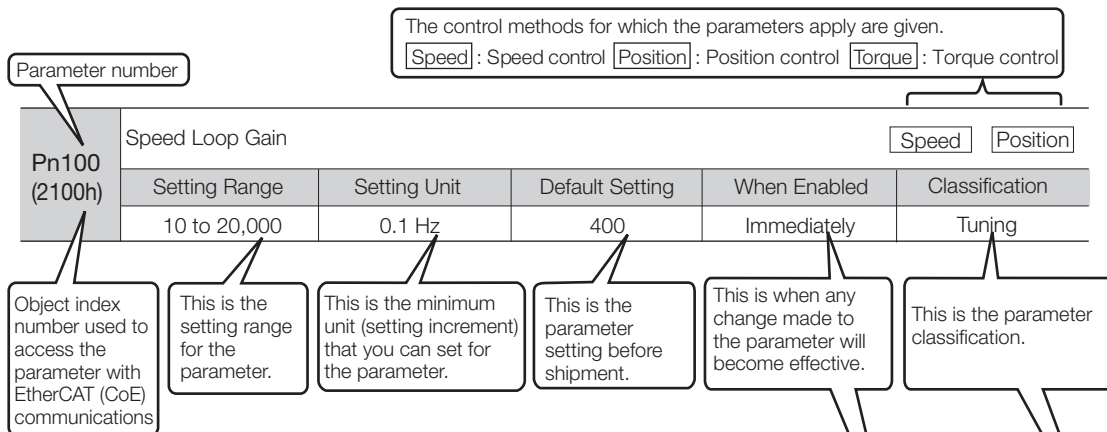 The control methods for which the parameters apply are given.
Speed : Speed control Position : Position control Torque : Torque control
Parameter number
Pn100
(2100h)
Speed Loop Gain
Speed Position
Setting Range Setting Unit Default Setting When Enabled Classification
10 to 20,000 0.1 Hz 400 Immediately Tuning
Object index
number used to
access the
parameter with
EtherCAT (CoE)
communications
This is the
setting range
for the
parameter.
This is the minimum
unit (setting increment)
that you can set for
the parameter.
This is the
parameter
setting before
shipment.
This is when any
change made to
the parameter will
become effective.
This is the parameter
classification.